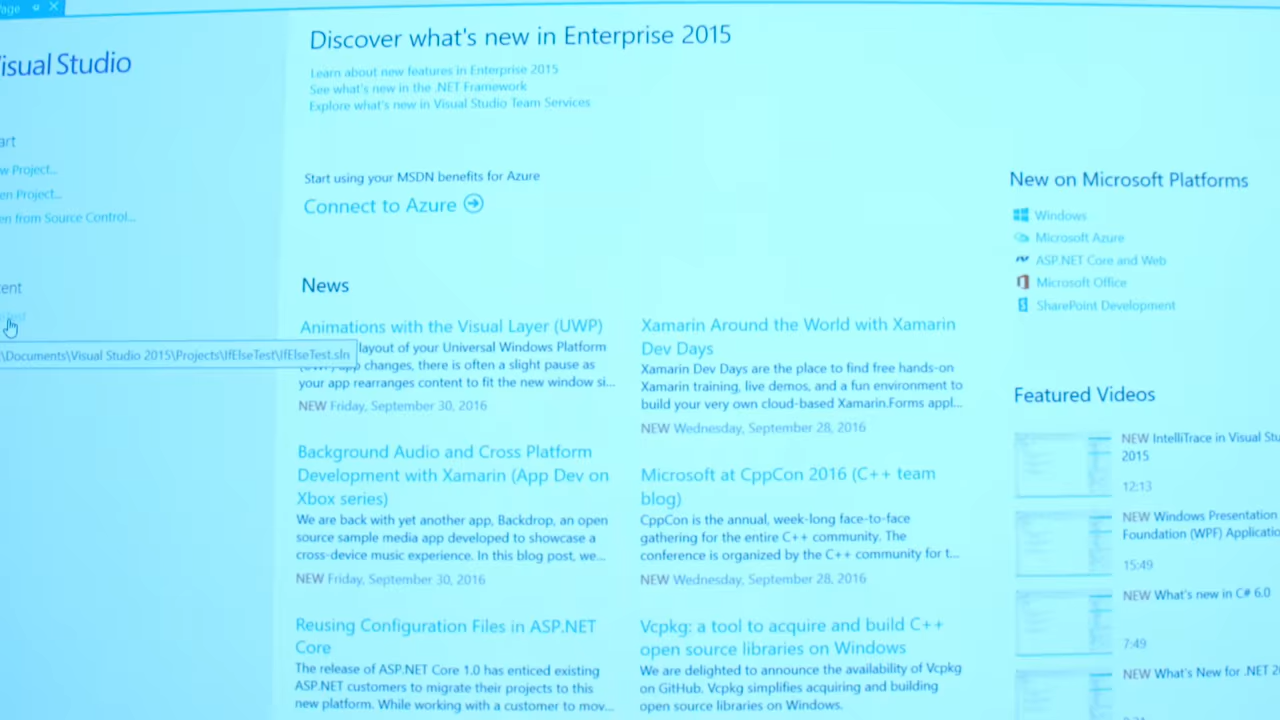 Page
Visual Studio
Discover what's new in Enterprise 2015
Learn about new features in Enterprise 2015
See what's new in the .NET Framework
Explore what's new in Visual Studio Team Services
art
w Project...
en Project...
en from Source Control...
ent
\Documents\Visual Studio 2015\Projects\IfElseTest\IfElseTest.sln
Start using your MSDN benefits for Azure
Connect to Azure
News
Animations with the Visual Layer (UWP)
layout of your Universal Windows Platform
changes, there is often a slight pause as
your app rearranges content to fit the new window si...
NEW Friday, September 30, 2016
Background Audio and Cross Platform
Development with Xamarin (App Dev on
Xbox series)
We are back with yet another app, Backdrop, an open
source sample media app developed to showcase a
cross-device music experience. In this blog post, we...
NEW Friday, September 30, 2016
Reusing Configuration Files in ASP.NET
Core
The release of ASP.NET Core 1.0 has enticed existing
ASP.NET customers to migrate their projects to this
new platform. While working with a customer to mov...
Xamarin Around the World with Xamarin
Dev Days
Xamarin Dev Days are the place to find free hands-on
Xamarin training, live demos, and a fun environment to
build your very own cloud-based Xamarin.Forms appl...
NEW Wednesday, September 28, 2016
Microsoft at CppCon 2016 (C++ team
blog)
CppCon is the annual, week-long face-to-face
gathering for the entire C++ community. The
conference is organized by the C++ community for t...
NEW Wednesday, September 28, 2016
Vcpkg: a tool to acquire and build C++
open source libraries on Windows
We are delighted to announce the availability of Vcpkg
on GitHub. Vcpkg simplifies acquiring and building
open source libraries on Windows.
New on Microsoft Platforms
Windows
Microsoft Azure
ASP.NET Core and Web
Microsoft Office
SharePoint Development
Featured Videos
NEW IntelliTrace in Visual Stu
2015
12:13
NEW Windows Presentation
Foundation (WPF) Applicatio
15:49
NEW What's new in C# 6.0
7:49
NEW What's New for .NET 2